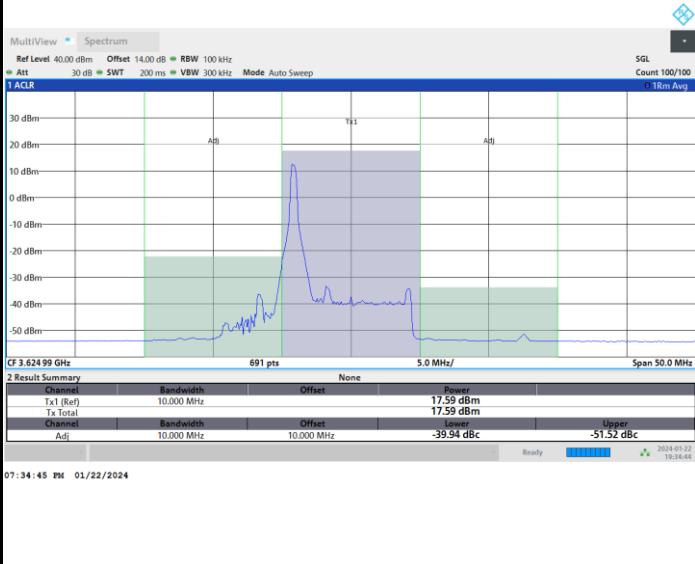 MultiView Spectrum
Ref Level 40.00 dBm Offset 14.00 dB RBW 100 kHz SGL
Att 30 dB SWT 200 ms VBW 300 kHz Mode Auto Sweep Count 100/100
1 ACLR 1Rm Avg
30 dBm
Tx1
20 dBm
Adj Adj
10 dBm
0 dBm
-10 dBm
-20 dBm
-30 dBm
-40 dBm
-50 dBm
CF 3.624 99 GHz 691 pts 5.0 MHz/ Span 50.0 MHz
2 Result Summary None
Channel Bandwidth Offset Power
Tx1 (Ref) 10.000 MHz 17.59 dBm
Tx Total 17.59 dBm
Channel Bandwidth Offset Lower Upper
Adj 10.000 MHz 10.000 MHz -39.94 dBc -51.52 dBc
Ready 2024-01-22
19:34:44
07:34:45 PM 01/22/2024